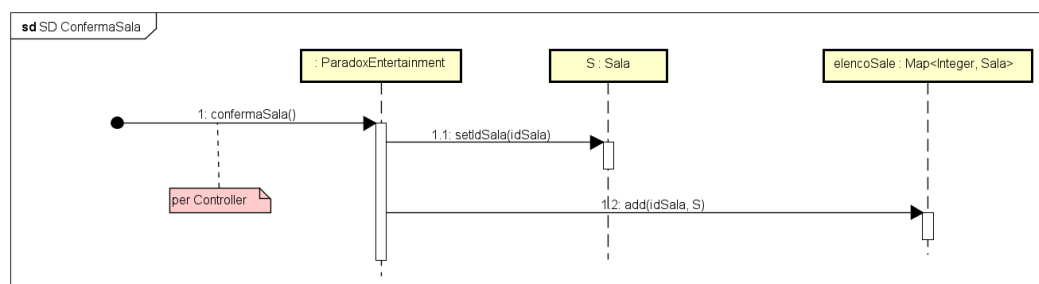 sd SD ConfermaSala
: ParadoxEntertainment
S : Sala
elencoSale : Map<Integer, Sala>
1: confermaSala()
1.1: setIdSala(idSala)
per Controller
1.2: add(idSala, S)